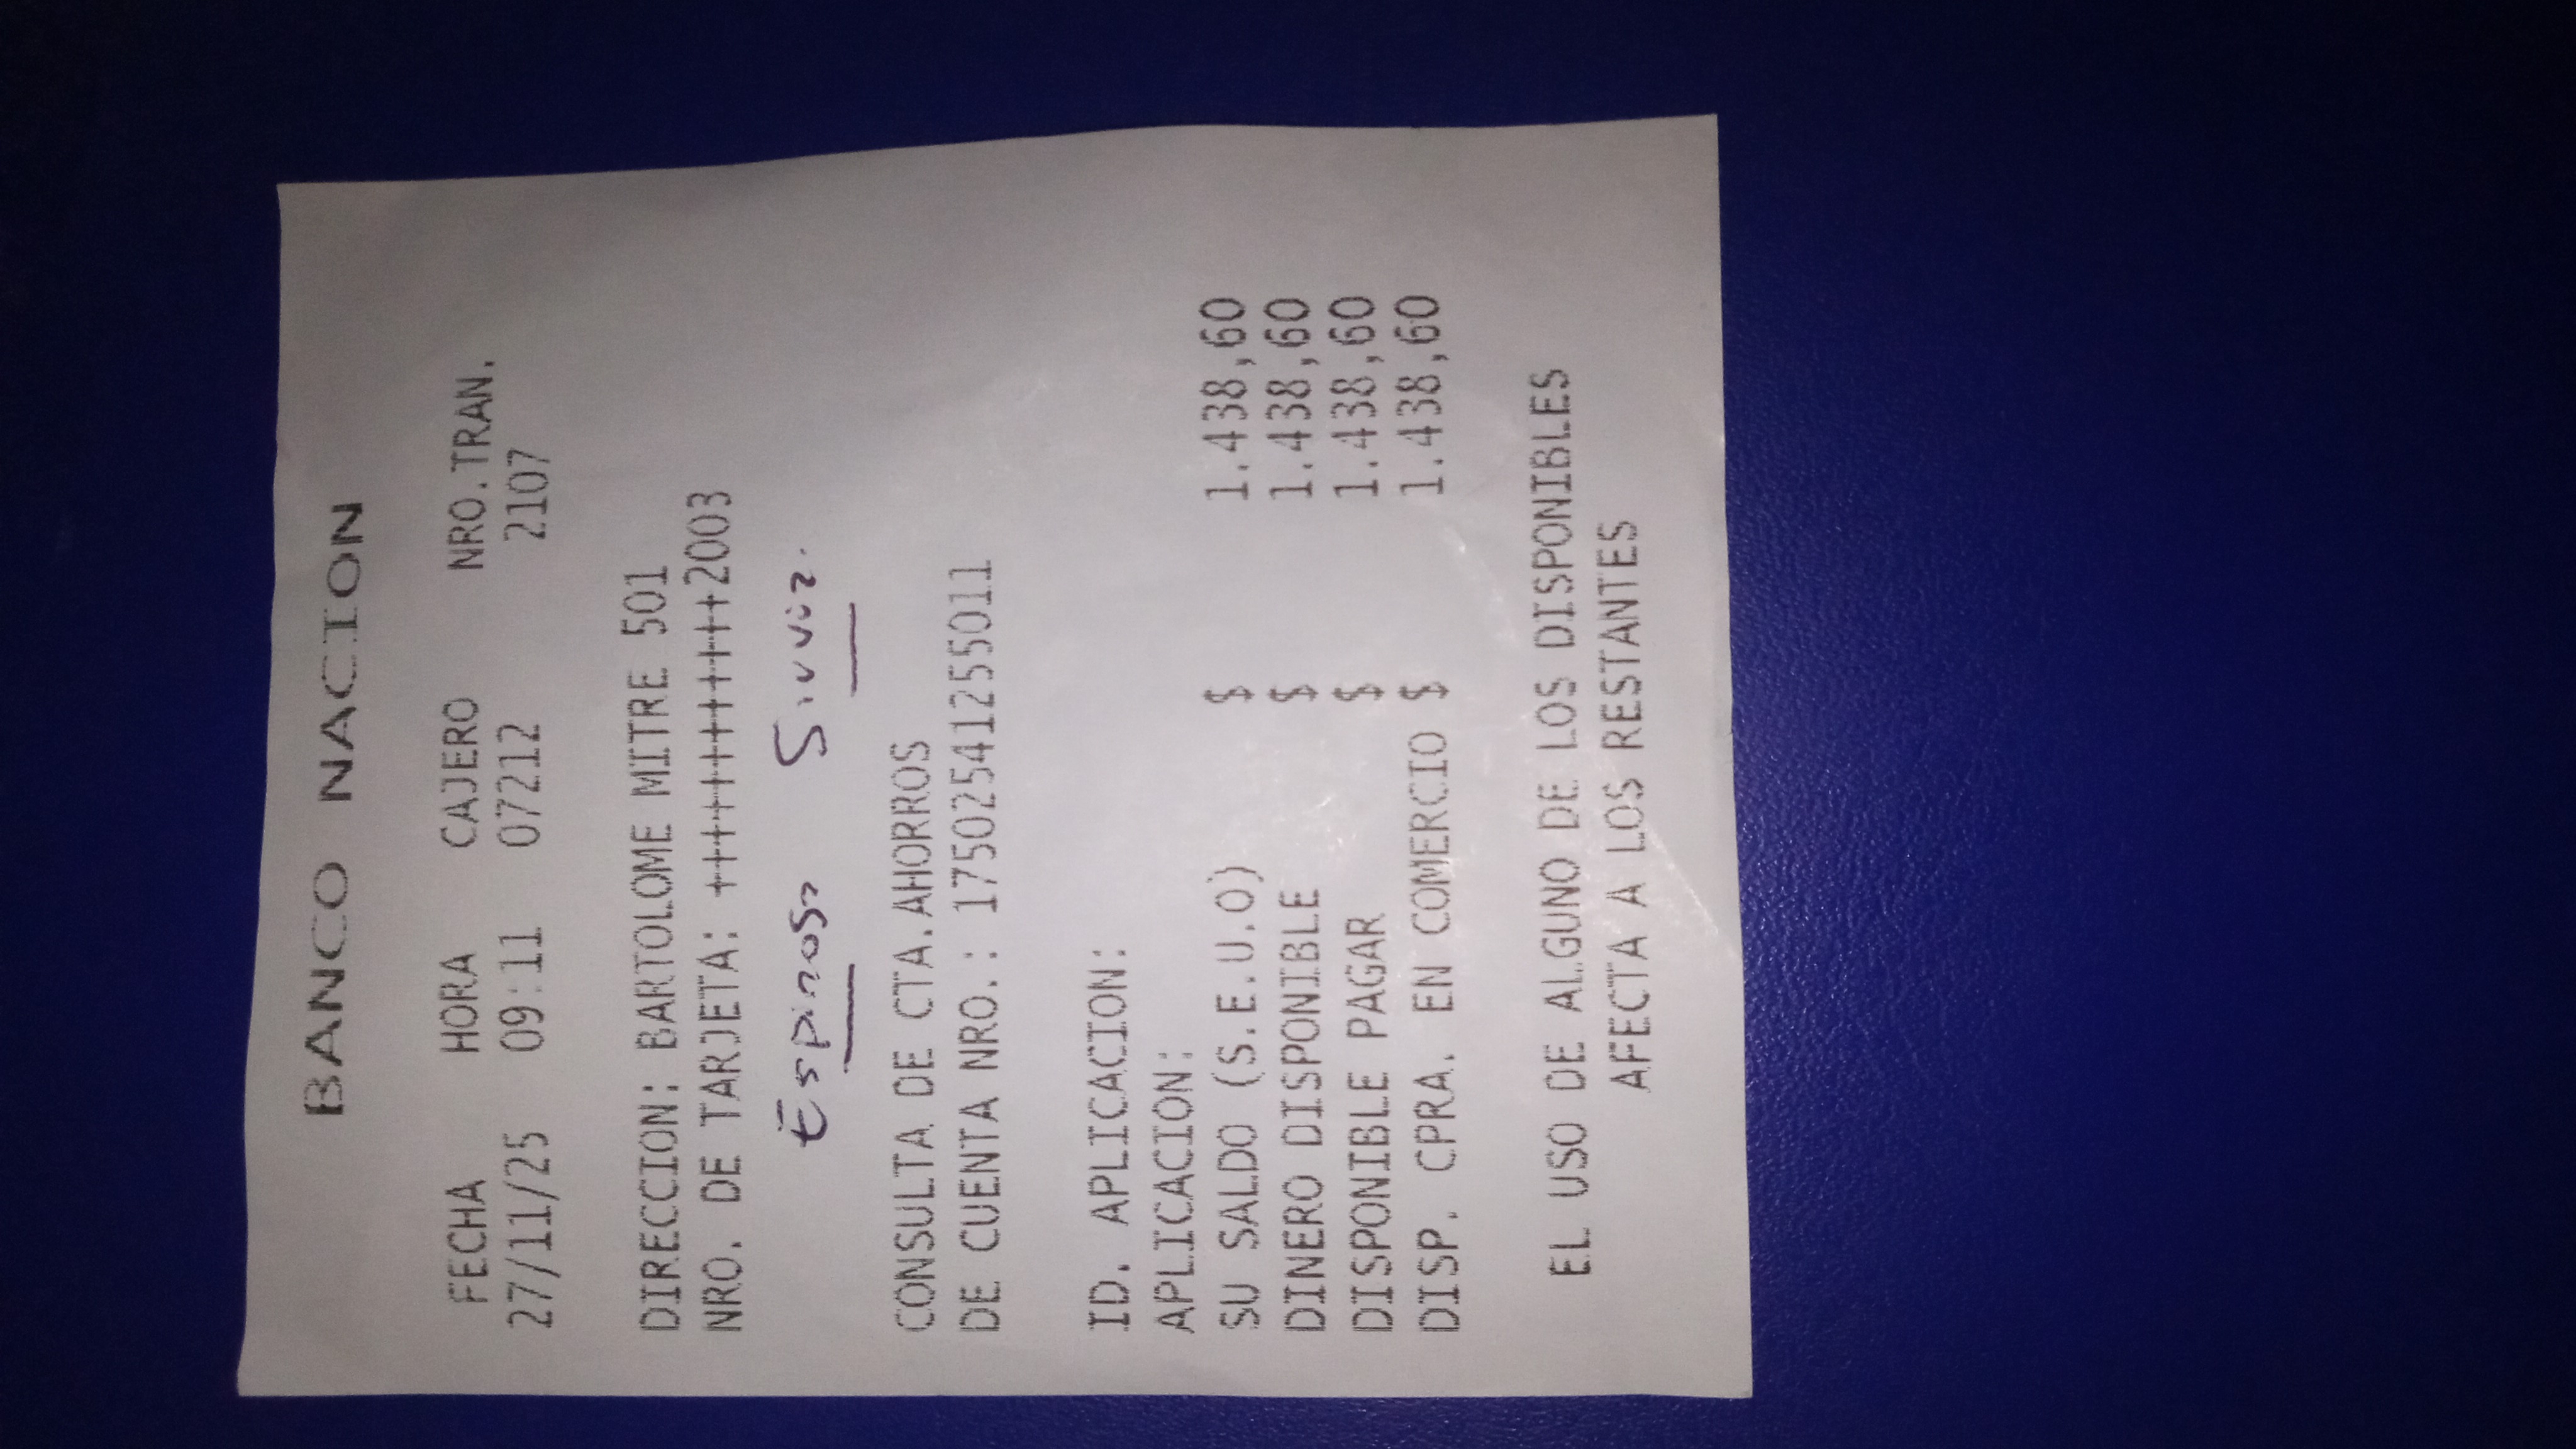 BANCO NACION
FECHA HORA CAJERO NRO.TRAN.
27/11/25 09:11 07212 2107
DIRECCION: BARTOLOME MITRE 501
NRO. DE TARJETA: ++++++++++++2003
Espinosa
CONSULTA DE CTA.AHORROS
DE CUENTA NRO.: 17502541255011
ID. APLICACION:
APLICACION:
SU SALDO (S.E.U.O) $ 1.438,60
DINERO DISPONIBLE $ 1.438,60
DISPONIBLE PAGAR $ 1.438,60
DISP. CPRA. EN COMERCIO $ 1.438,60
EL USO DE ALGUNO DE LOS DISPONIBLES
AFECTA A LOS RESTANTES